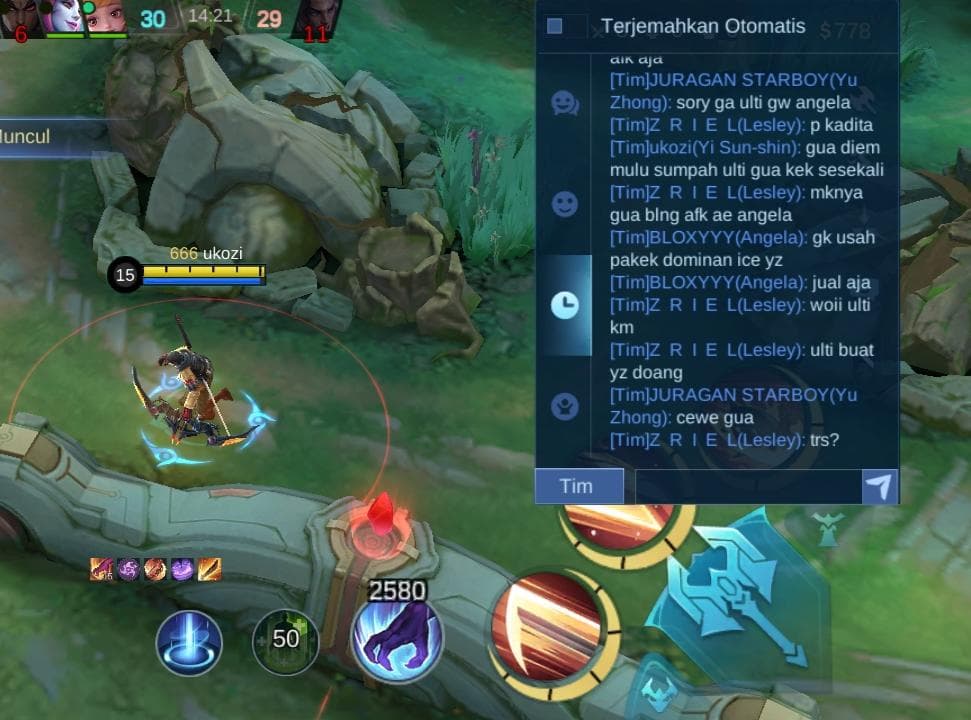 30 14:21 29
6
11
Terjemahkan Otomatis
$778
Muncul
afk aja
[Tim]JURAGAN STARBOY(Yu
Zhong): sory ga ulti gw angela
[Tim]Z R I E L(Lesley): p kadita
[Tim]ukozi(Yi Sun-shin): gua diem
mulu sumpah ulti gua kek sesekali
[Tim]Z R I E L(Lesley): mknya
gua blng afk ae angela
[Tim]BLOXYYY(Angela): gk usah
pakek dominan ice yz
[Tim]BLOXYYY(Angela): jual aja
[Tim]Z R I E L(Lesley): woii ulti
km
[Tim]Z R I E L(Lesley): ulti buat
yz doang
[Tim]JURAGAN STARBOY(Yu
Zhong): cewe gua
[Tim]Z R I E L(Lesley): trs?
Tim
666 ukozi
15
2580
50